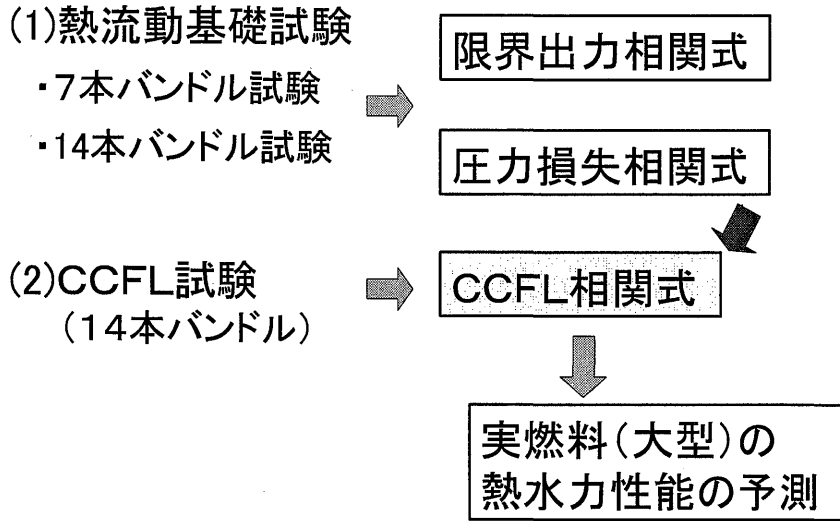 (1)熱流動基礎試験
・7本バンドル試験
・14本バンドル試験
限界出力相関式
圧力損失相関式
(2)CCFL試験
(14本バンドル)
CCFL相関式
実燃料(大型)の
熱水力性能の予測